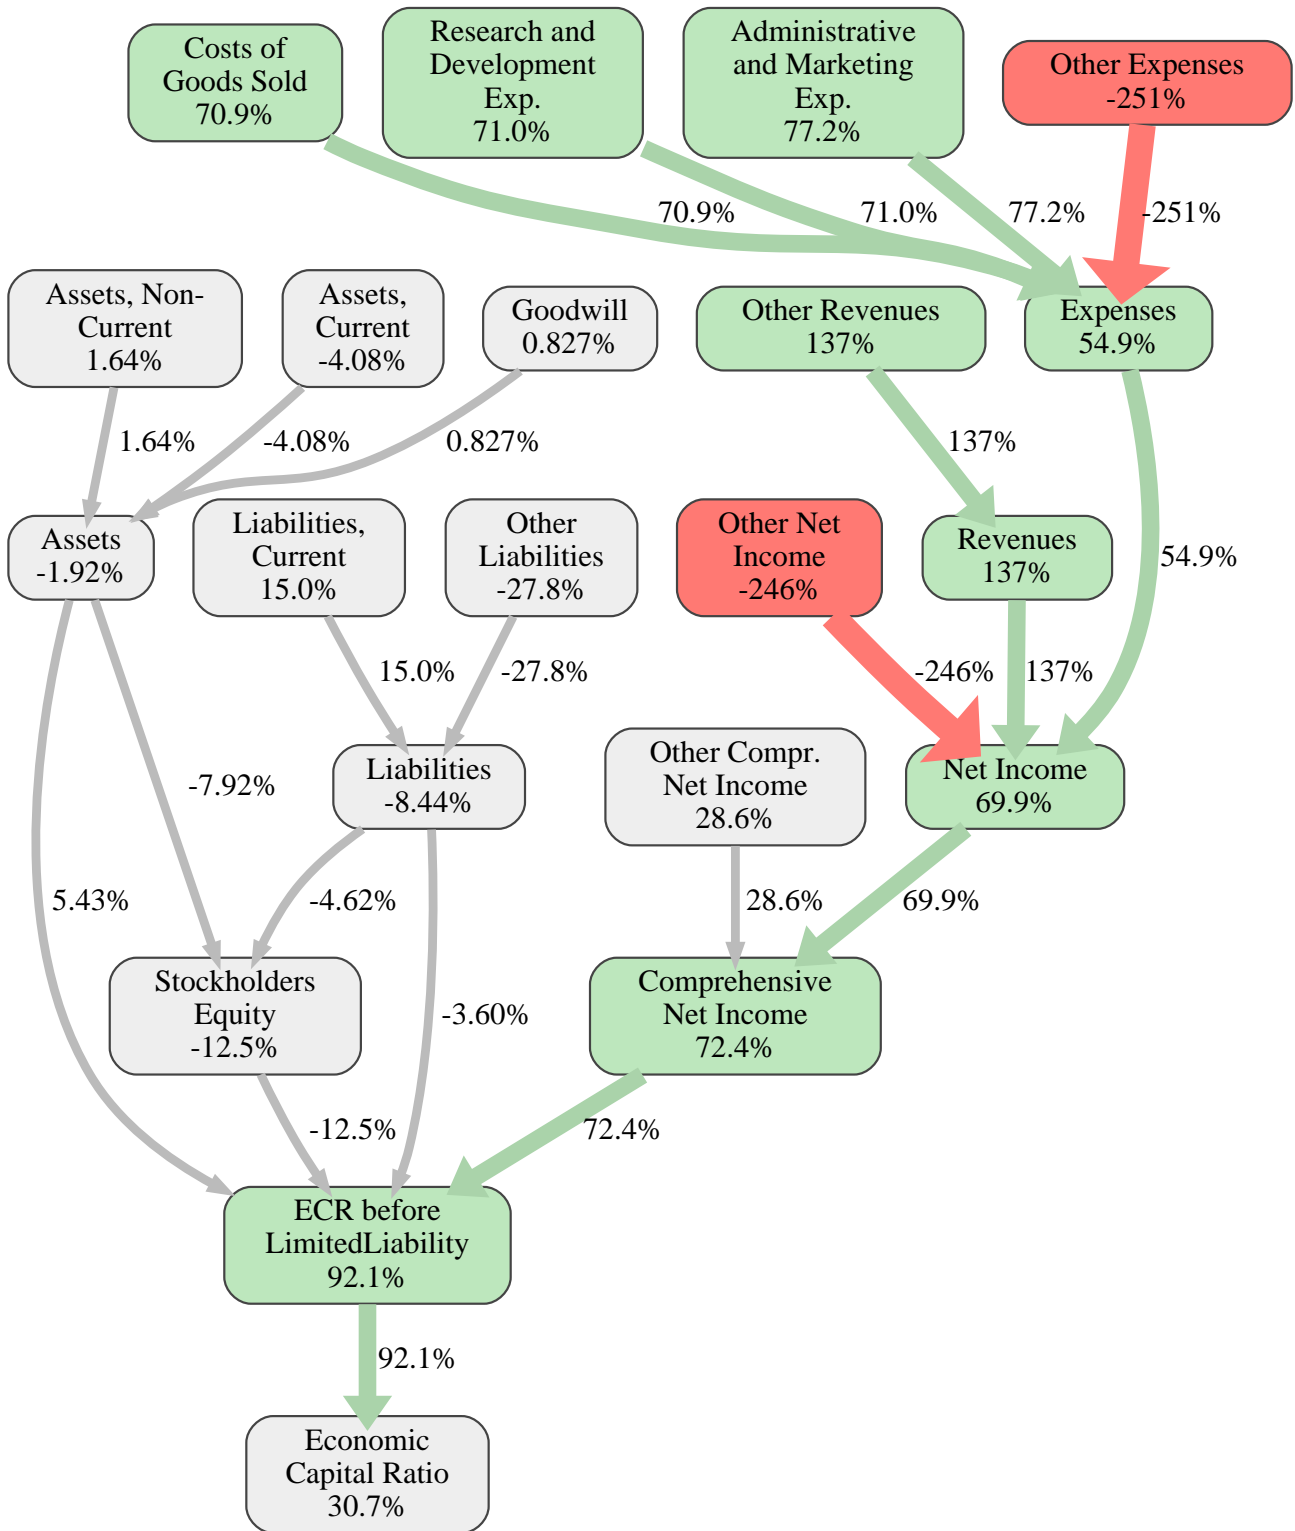 Costs of
Goods Sold
70.9%
Research and
Development
Exp.
71.0%
Administrative
and Marketing
Exp.
77.2%
Other Expenses
-251%
70.9%
71.0%
77.2%
-251%
Assets, Non-
Current
1.64%
Assets,
Current
-4.08%
Goodwill
0.827%
Other Revenues
137%
Expenses
54.9%
1.64%
-4.08%
0.827%
137%
Assets
-1.92%
Liabilities,
Current
15.0%
Other
Liabilities
-27.8%
Other Net
Income
-246%
Revenues
137%
54.9%
15.0%
-27.8%
-246%
137%
Liabilities
-8.44%
Other Compr.
Net Income
28.6%
Net Income
69.9%
-7.92%
5.43%
-4.62%
28.6%
69.9%
Stockholders
Equity
-12.5%
-3.60%
Comprehensive
Net Income
72.4%
-12.5%
72.4%
ECR before
LimitedLiability
92.1%
92.1%
Economic
Capital Ratio
30.7%